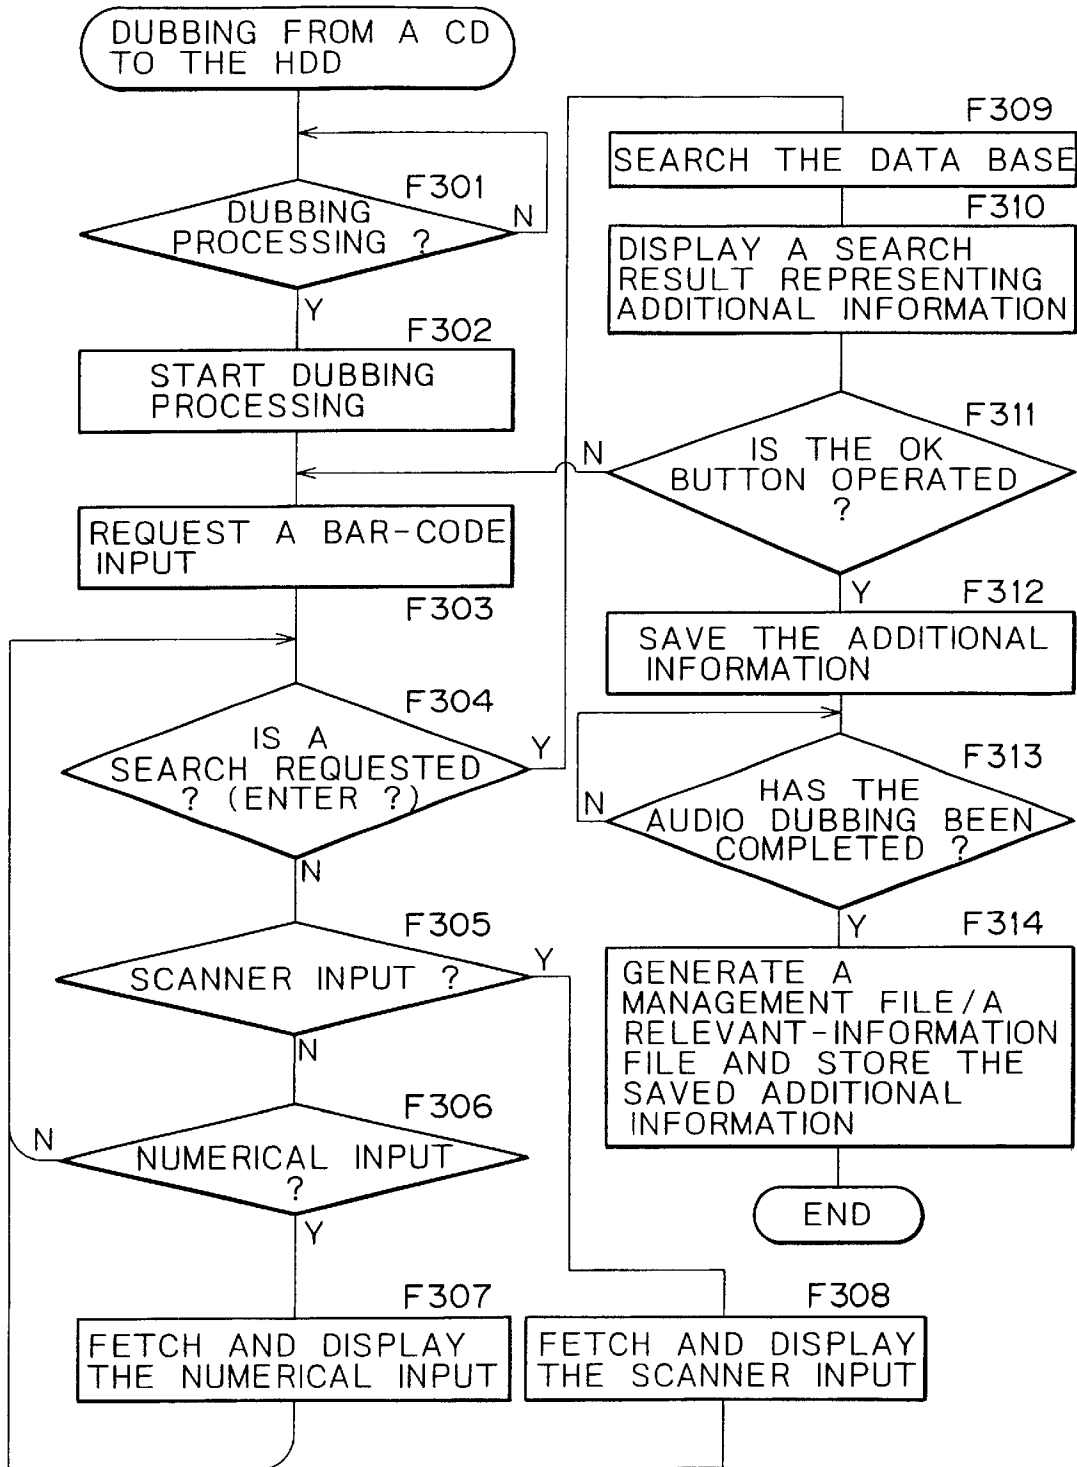 DUBBING FROM A CD
TO THE HDD
F301
DUBBING
PROCESSING ?
N
Y
F302
START DUBBING
PROCESSING
REQUEST A BAR-CODE
INPUT
F303
F304
IS A
SEARCH REQUESTED
? (ENTER ?)
Y
N
F305
SCANNER INPUT ?
Y
N
F306
NUMERICAL INPUT
?
N
Y
F307
FETCH AND DISPLAY
THE NUMERICAL INPUT
F308
FETCH AND DISPLAY
THE SCANNER INPUT
F309
SEARCH THE DATA BASE
F310
DISPLAY A SEARCH
RESULT REPRESENTING
ADDITIONAL INFORMATION
F311
IS THE OK
BUTTON OPERATED
?
N
Y
F312
SAVE THE ADDITIONAL
INFORMATION
F313
HAS THE
AUDIO DUBBING BEEN
COMPLETED ?
N
Y
F314
GENERATE A
MANAGEMENT FILE/A
RELEVANT-INFORMATION
FILE AND STORE THE
SAVED ADDITIONAL
INFORMATION
END